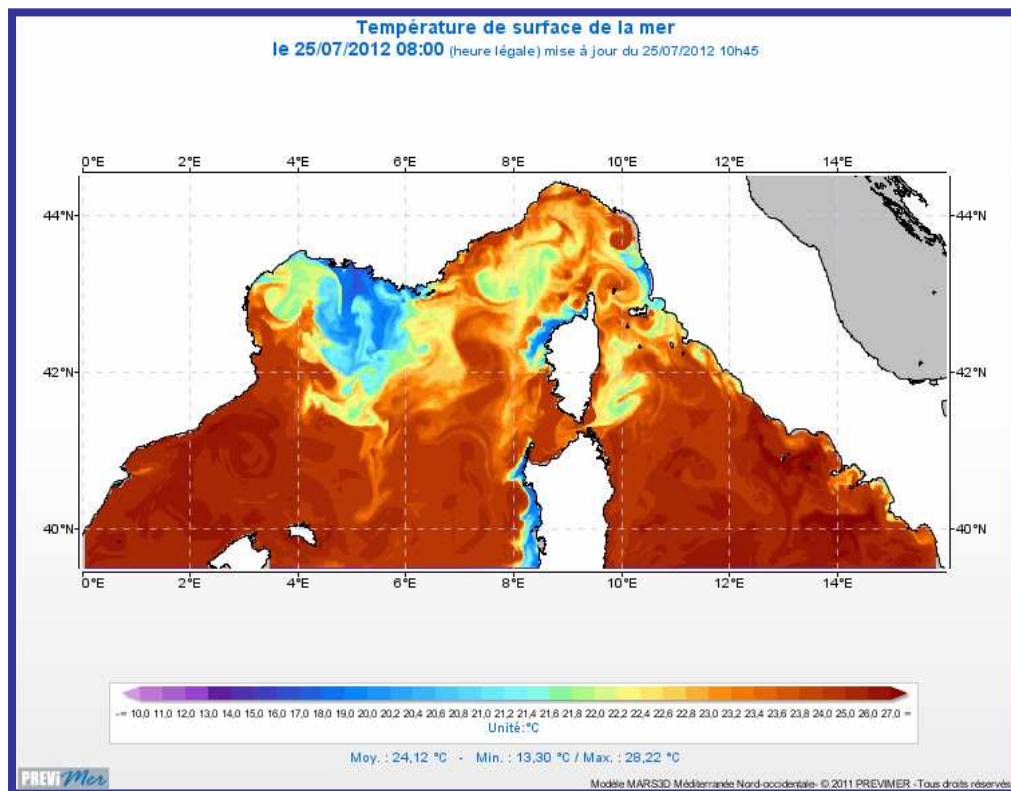 Température de surface de la mer
le 25/07/2012 08:00 (heure légale) mise à jour du 25/07/2012 10h45
0°E 2°E 4°E 6°E 8°E 10°E 12°E 14°E
44°N 44°N
42°N 42°N
40°N 40°N
0°E 2°E 4°E 6°E 8°E 10°E 12°E 14°E
-∞ 10,0 11,0 12,0 13,0 14,0 15,0 16,0 17,0 18,0 19,0 20,0 20,2 20,4 20,6 20,8 21,0 21,2 21,4 21,6 21,8 22,0 22,2 22,4 22,6 22,8 23,0 23,2 23,4 23,6 23,8 24,0 25,0 26,0 27,0 ∞
Unité:°C
Moy. : 24,12 °C - Min. : 13,30 °C / Max. : 28,22 °C
PREVIMer
Modèle MARS3D Méditerranée Nord-occidentale- © 2011 PREVIMER -Tous droits réservés